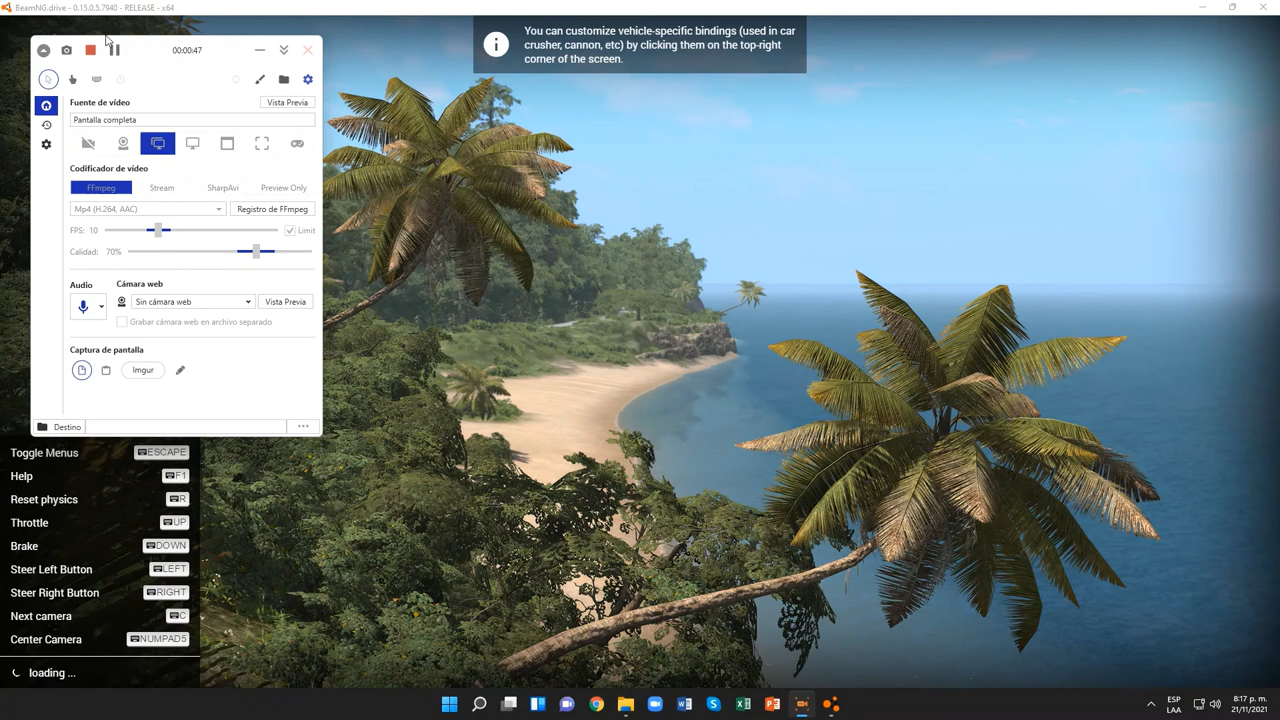 BeamNG.drive - 0.15.0.5.7940 - RELEASE - x64
You can customize vehicle-specific bindings (used in car
crusher, cannon, etc) by clicking them on the top-right
corner of the screen.
00:00:47
Fuente de vídeo
Vista Previa
Pantalla completa
Codificador de vídeo
FFmpeg Stream SharpAvi Preview Only
Mp4 (H.264, AAC)
Registro de FFmpeg
FPS: 10
Limit
Calidad: 70%
Audio
Cámara web
Sin cámara web
Vista Previa
Grabar cámara web en archivo separado
Captura de pantalla
Imgur
Destino
Toggle Menus ESCAPE
Help F1
Reset physics R
Throttle UP
Brake DOWN
Steer Left Button LEFT
Steer Right Button RIGHT
Next camera C
Center Camera NUMPAD5
loading ...
ESP
LAA
8:17 p. m.
21/11/2021